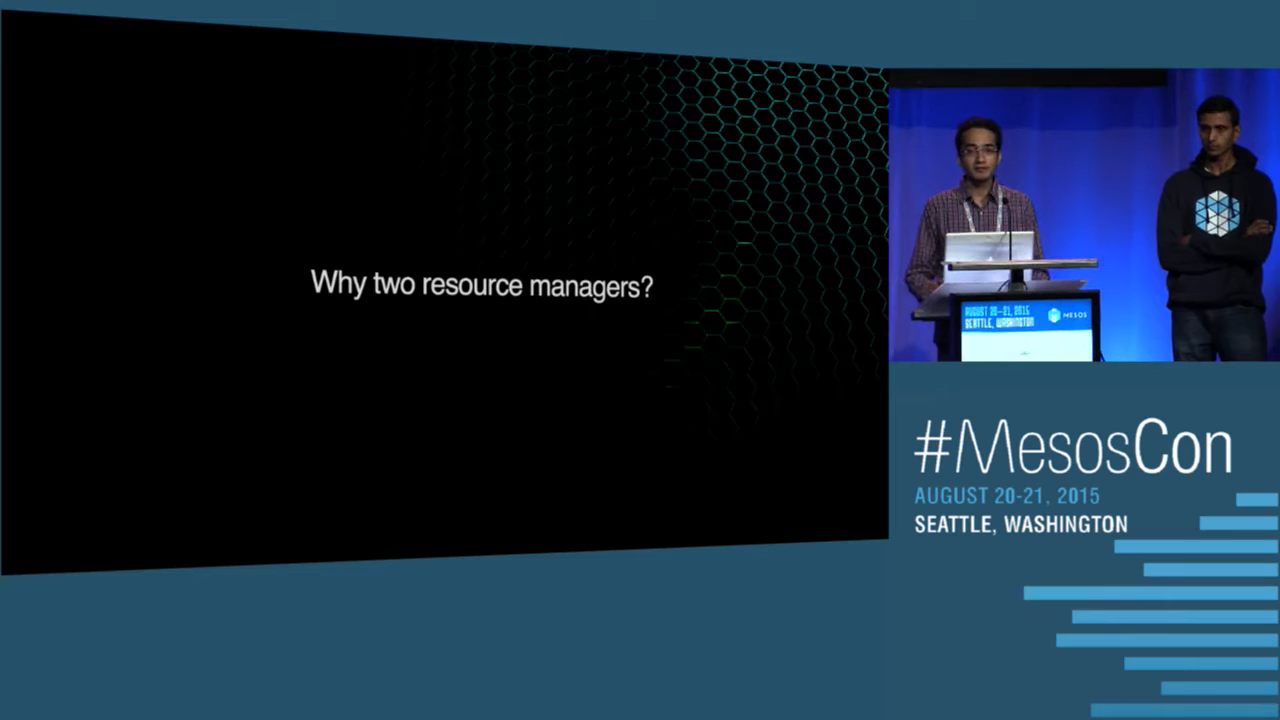 Why two resource managers?
AUGUST 20-21, 2015
SEATTLE, WASHINGTON
MESOS
#MesosCon
AUGUST 20-21, 2015
SEATTLE, WASHINGTON